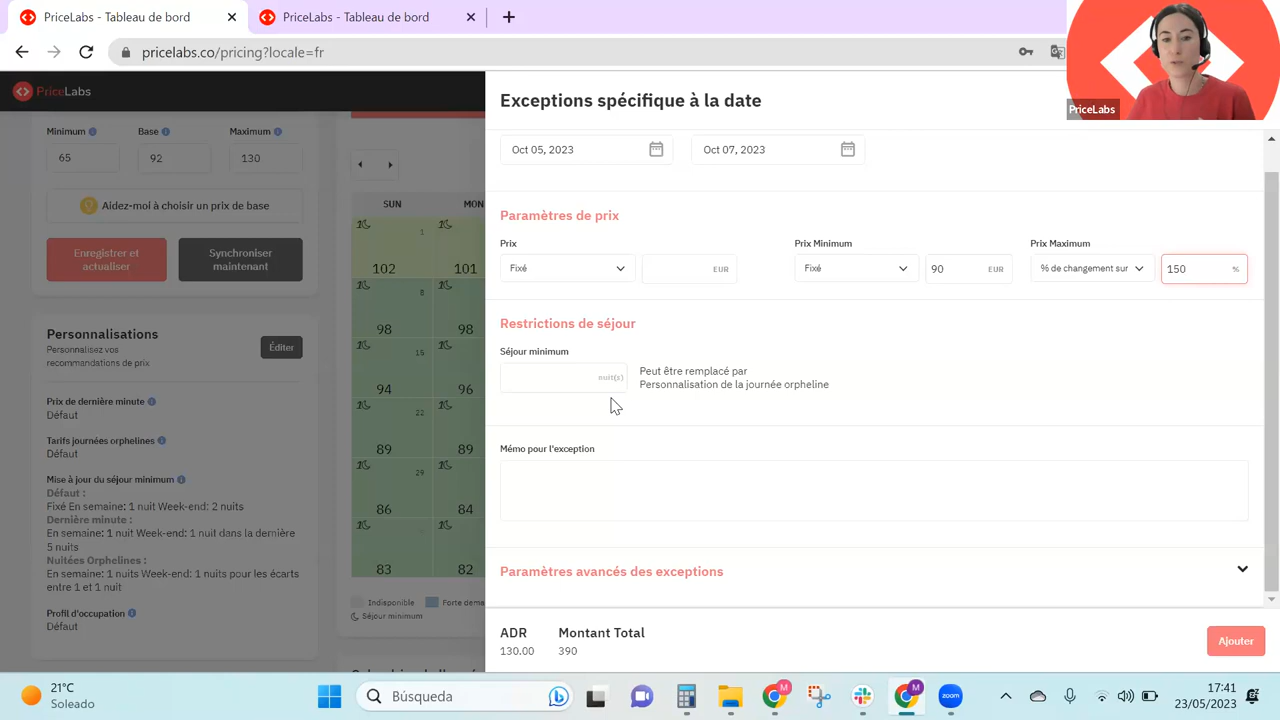 PriceLabs - Tableau de bord
PriceLabs - Tableau de bord
pricelabs.co/pricing?locale=fr
PriceLabs
PriceLabs
Minimum
Base
Maximum
65
92
130
Aidez-moi à choisir un prix de base
Enregistrer et
actualiser
Synchroniser
maintenant
Personnalisations
Personnalisez vos
recommandations de prix
Éditer
Prix de dernière minute
Défaut
Tarifs journées orphelines
Défaut
Mise à jour du séjour minimum
Défaut :
Fixé En semaine: 1 nuit Week-end: 2 nuits
Dernière minute :
En semaine: 1 nuit Week-end: 1 nuit dans la dernière
5 nuits
Nuitées Orphelines :
En semaine: 1 nuits Week-end: 1 nuits pour les écarts
entre 1 et 1 nuit
Profil d'occupation
Défaut
SUN
MON
1
102
101
8
98
98
15
94
96
22
89
89
29
86
84
83
82
Indisponible
Forte dema
Séjour minimum
Exceptions spécifique à la date
Oct 05, 2023
Oct 07, 2023
Paramètres de prix
Prix
Prix Minimum
Prix Maximum
Fixé
EUR
Fixé
90
EUR
% de changement sur
150
%
Restrictions de séjour
Séjour minimum
nuit(s)
Peut être remplacé par
Personnalisation de la journée orpheline
Mémo pour l'exception
Paramètres avancés des exceptions
ADR
Montant Total
130.00
390
Ajouter
21°C
Soleado
Búsqueda
M
M
zoom
17:41
23/05/2023